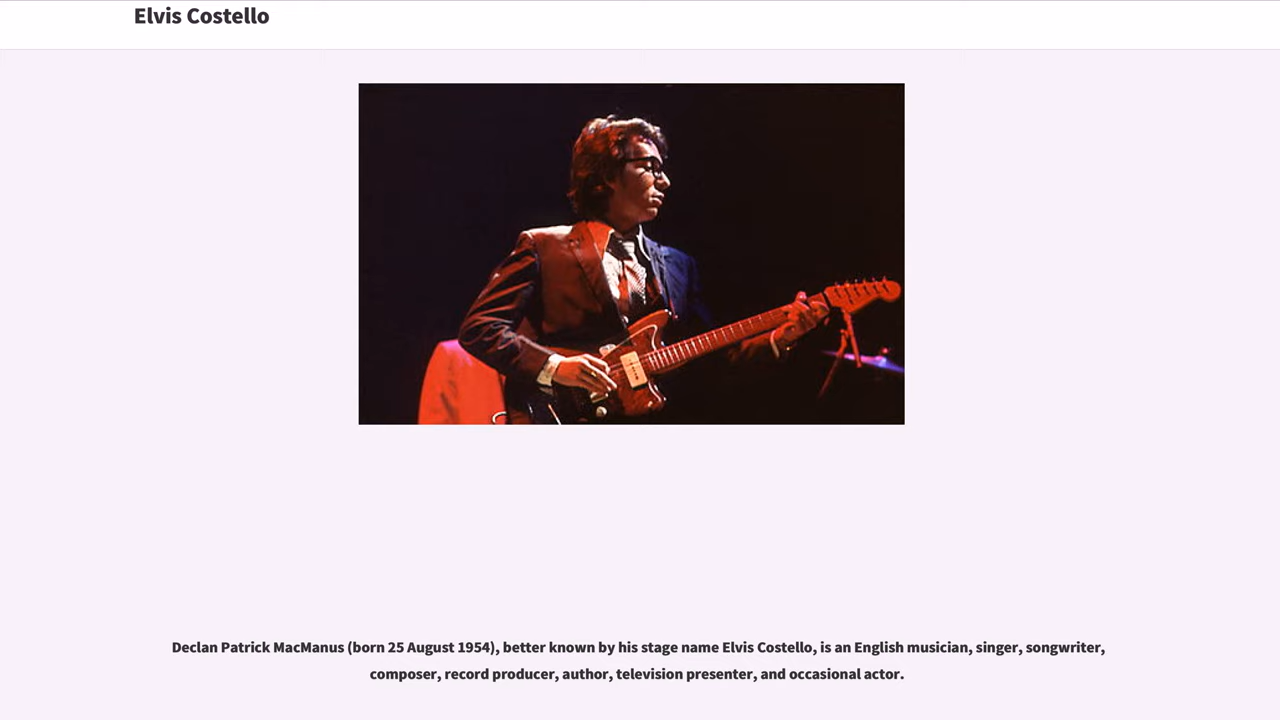 Elvis Costello
Declan Patrick MacManus (born 25 August 1954), better known by his stage name Elvis Costello, is an English musician, singer, songwriter,
composer, record producer, author, television presenter, and occasional actor.